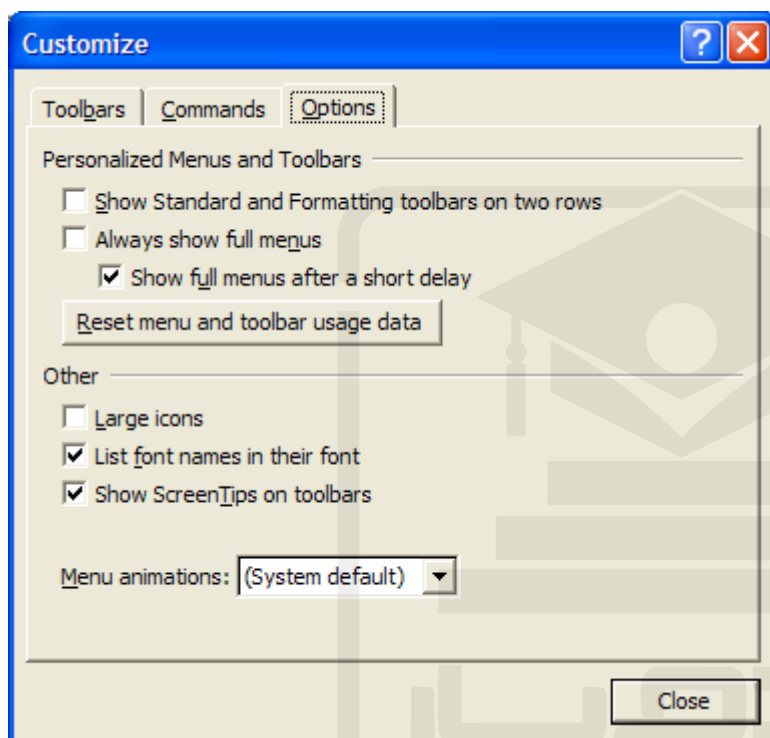 Customize
Toolbars Commands Options
Personalized Menus and Toolbars
Show Standard and Formatting toolbars on two rows
Always show full menus
Show full menus after a short delay
Reset menu and toolbar usage data
Other
Large icons
List font names in their font
Show ScreenTips on toolbars
Menu animations: (System default)
Close